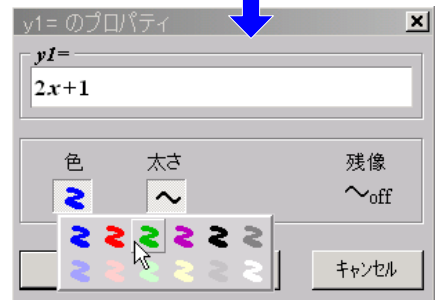 y1= のプロパティ
y1=
2x+1
色 太さ 残像
off
キャンセル